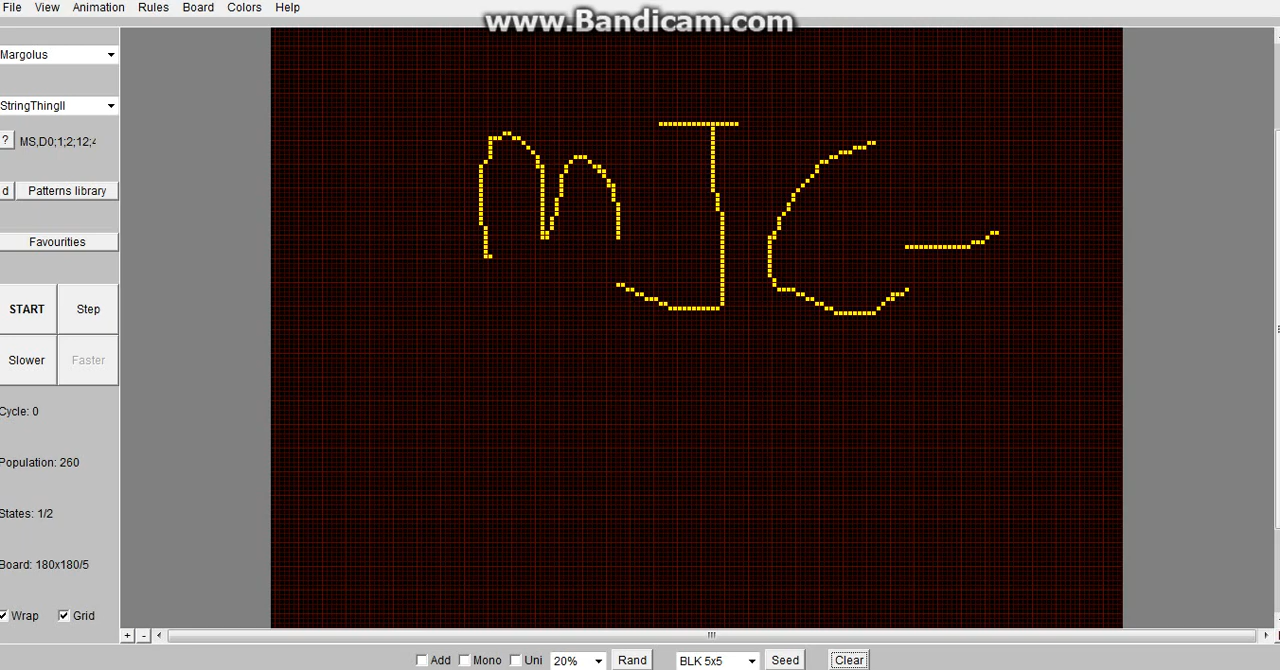 www.Bandicam.com
File View Animation Rules Board Colors Help
Margolus
StringThingII
? MS,D0;1;2;12;4
d Patterns library
Favourities
START Step
Slower Faster
Cycle: 0
Population: 260
States: 1/2
Board: 180x180/5
Wrap Grid
MJG
+ -
Add Mono Uni 20% Rand BLK 5x5 Seed Clear